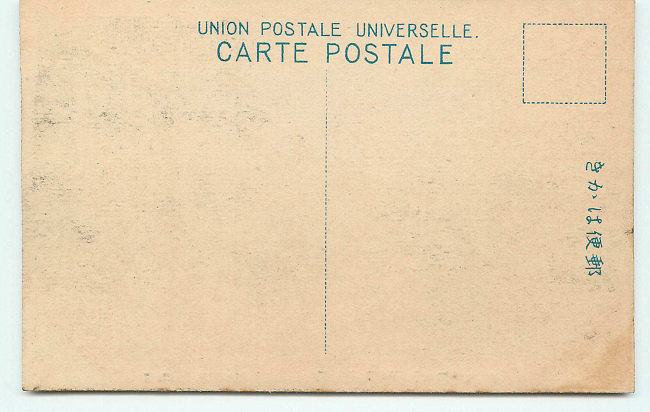 UNION POSTALE UNIVERSELLE.
CARTE POSTALE
郵便はかき